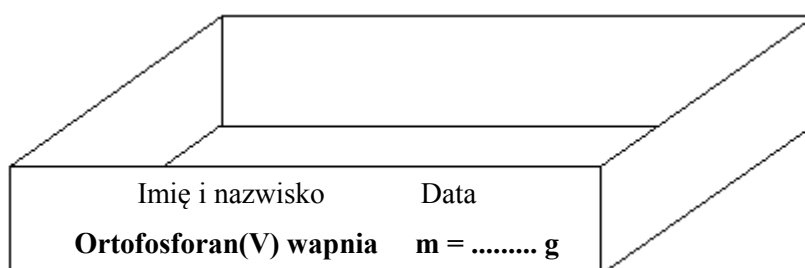 Imię i nazwisko Data
Ortofosforan(V) wapnia m = ......... g